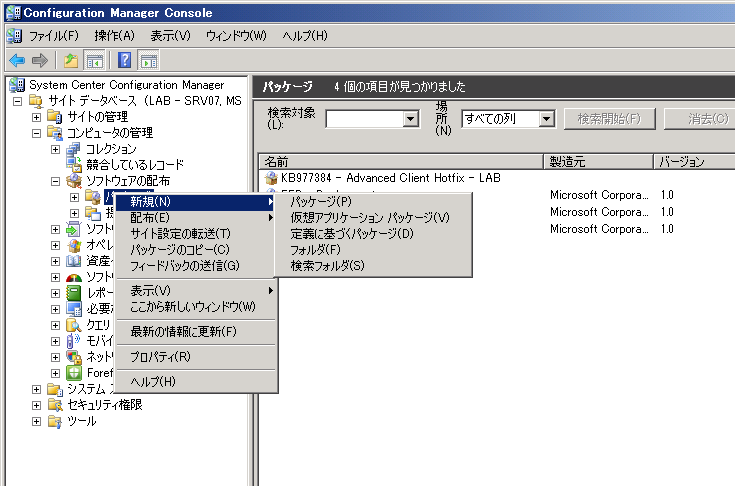 Configuration Manager Console
ファイル(F) 操作(A) 表示(V) ウィンドウ(W) ヘルプ(H)
System Center Configuration Manager
サイト データベース (LAB - SRV07, MS
サイトの管理
コンピュータの管理
コレクション
競合しているレコード
ソフトウェアの配布
ソフト
オペレ
資産イ
ソフトウ
レポー
必要な
クエリ
モバイ
ネット
Foref
システム ス
セキュリティ権限
ツール
パッケージ 4 個の項目が見つかりました
検索対象(L):
場所(N)
すべての列
検索開始(F)
消去(C)
名前 製造元 バージョン
KB977384 - Advanced Client Hotfix - LAB
Microsoft Corpora... 1.0
Microsoft Corpora... 1.0
Microsoft Corpora... 1.0
新規(N)
配布(E)
サイト設定の転送(T)
パッケージのコピー(C)
フィードバックの送信(G)
表示(V)
ここから新しいウィンドウ(W)
最新の情報に更新(F)
プロパティ(R)
ヘルプ(H)
パッケージ(P)
仮想アプリケーション パッケージ(V)
定義に基づくパッケージ(D)
フォルダ(F)
検索フォルダ(S)